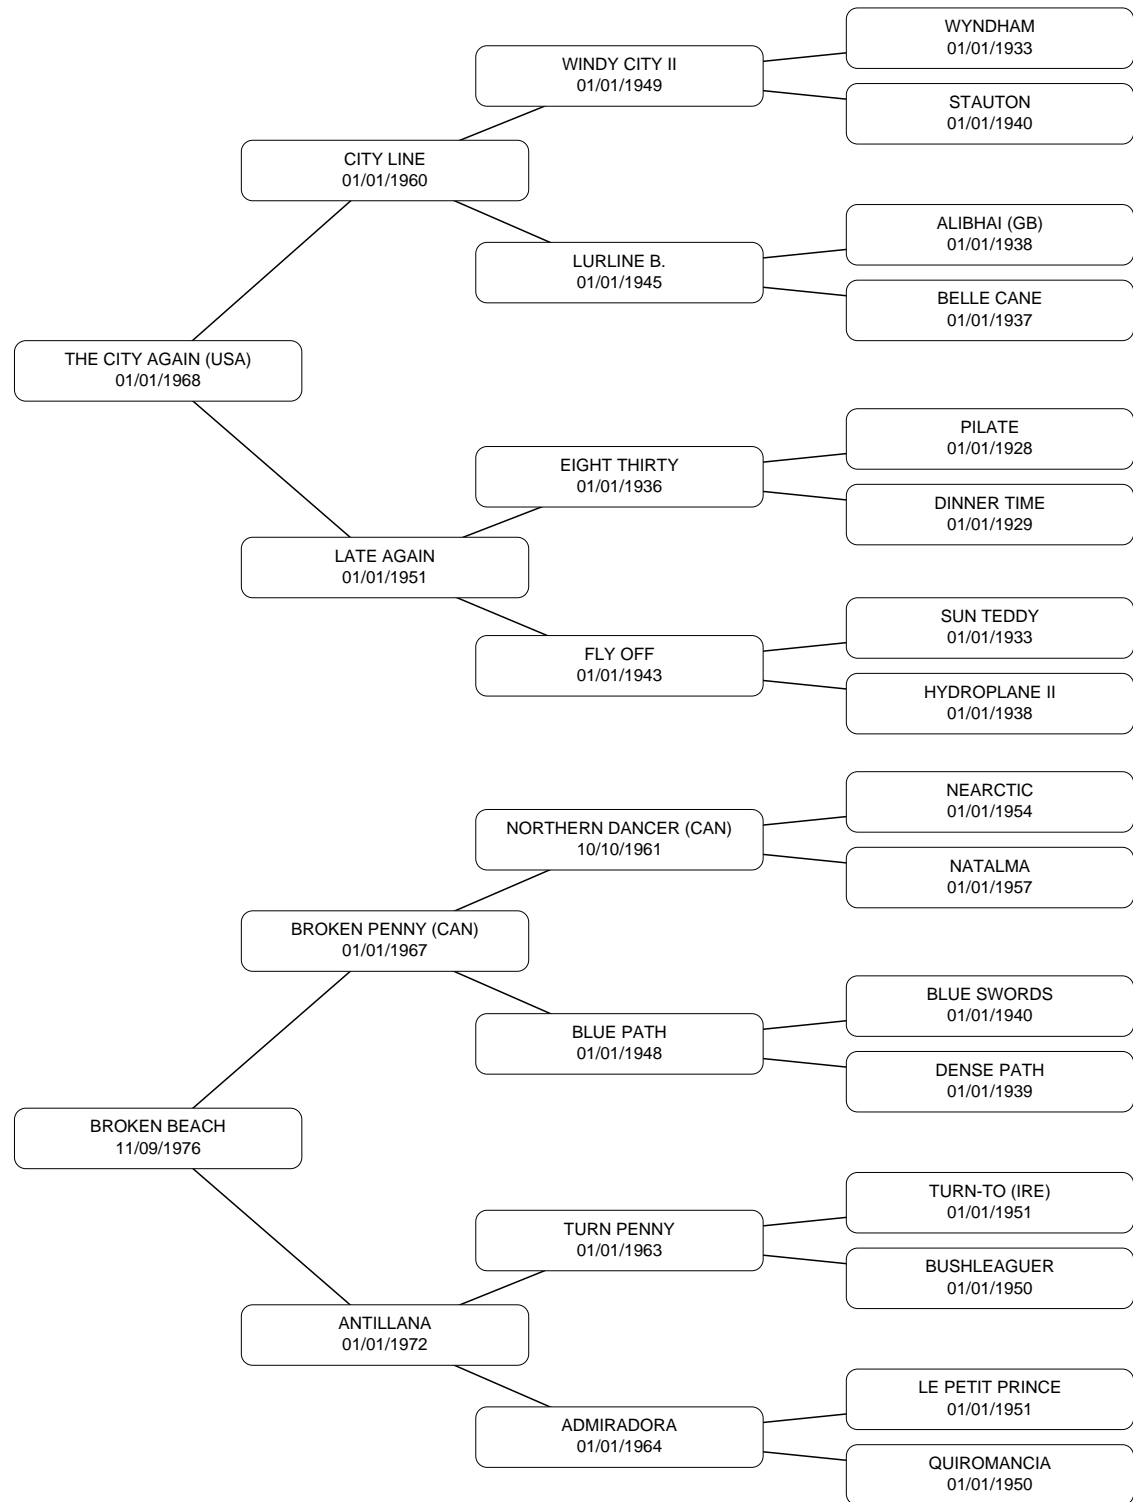 WYNDHAM
01/01/1933
WINDY CITY II
01/01/1949
STAUTON
01/01/1940
CITY LINE
01/01/1960
ALIBHAI (GB)
01/01/1938
LURLINE B.
01/01/1945
BELLE CANE
01/01/1937
THE CITY AGAIN (USA)
01/01/1968
PILATE
01/01/1928
EIGHT THIRTY
01/01/1936
DINNER TIME
01/01/1929
LATE AGAIN
01/01/1951
SUN TEDDY
01/01/1933
FLY OFF
01/01/1943
HYDROPLANE II
01/01/1938
NEARCTIC
01/01/1954
NORTHERN DANCER (CAN)
10/10/1961
NATALMA
01/01/1957
BROKEN PENNY (CAN)
01/01/1967
BLUE SWORDS
01/01/1940
BLUE PATH
01/01/1948
DENSE PATH
01/01/1939
BROKEN BEACH
11/09/1976
TURN-TO (IRE)
01/01/1951
TURN PENNY
01/01/1963
BUSHLEAGUER
01/01/1950
ANTILLANA
01/01/1972
LE PETIT PRINCE
01/01/1951
ADMIRADORA
01/01/1964
QUIROMANCIA
01/01/1950